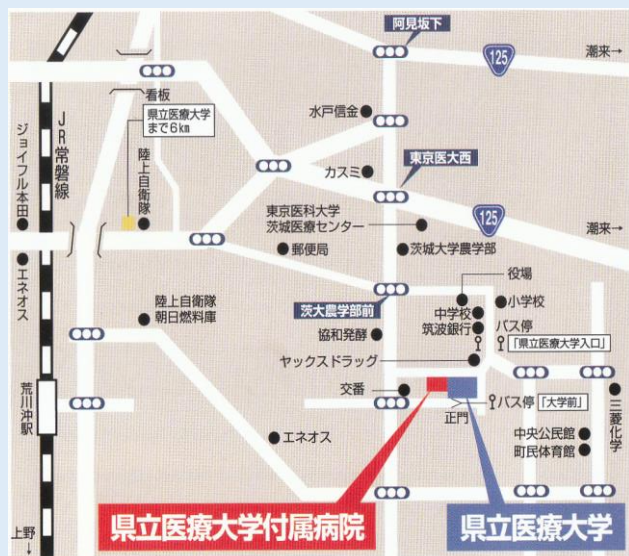 阿見坂下
125
潮来→
看板
県立医療大学
まで6km
水戸信金
ジョイフル本田
JR常磐線
陸上自衛隊
カスミ
東京医大西
東京医科大学
茨城医療センター
125
潮来→
郵便局
茨城大学農学部
エネオス
役場
陸上自衛隊
朝日燃料庫
茨大農学部前
小学校
中学校
筑波銀行
バス停
「県立医療大学入口」
協和発酵
ヤックスドラッグ
荒川沖駅
交番
正門
バス停
「大学前」
三菱化学
エネオス
中央公民館
町民体育館
県立医療大学付属病院
県立医療大学
上野
↓